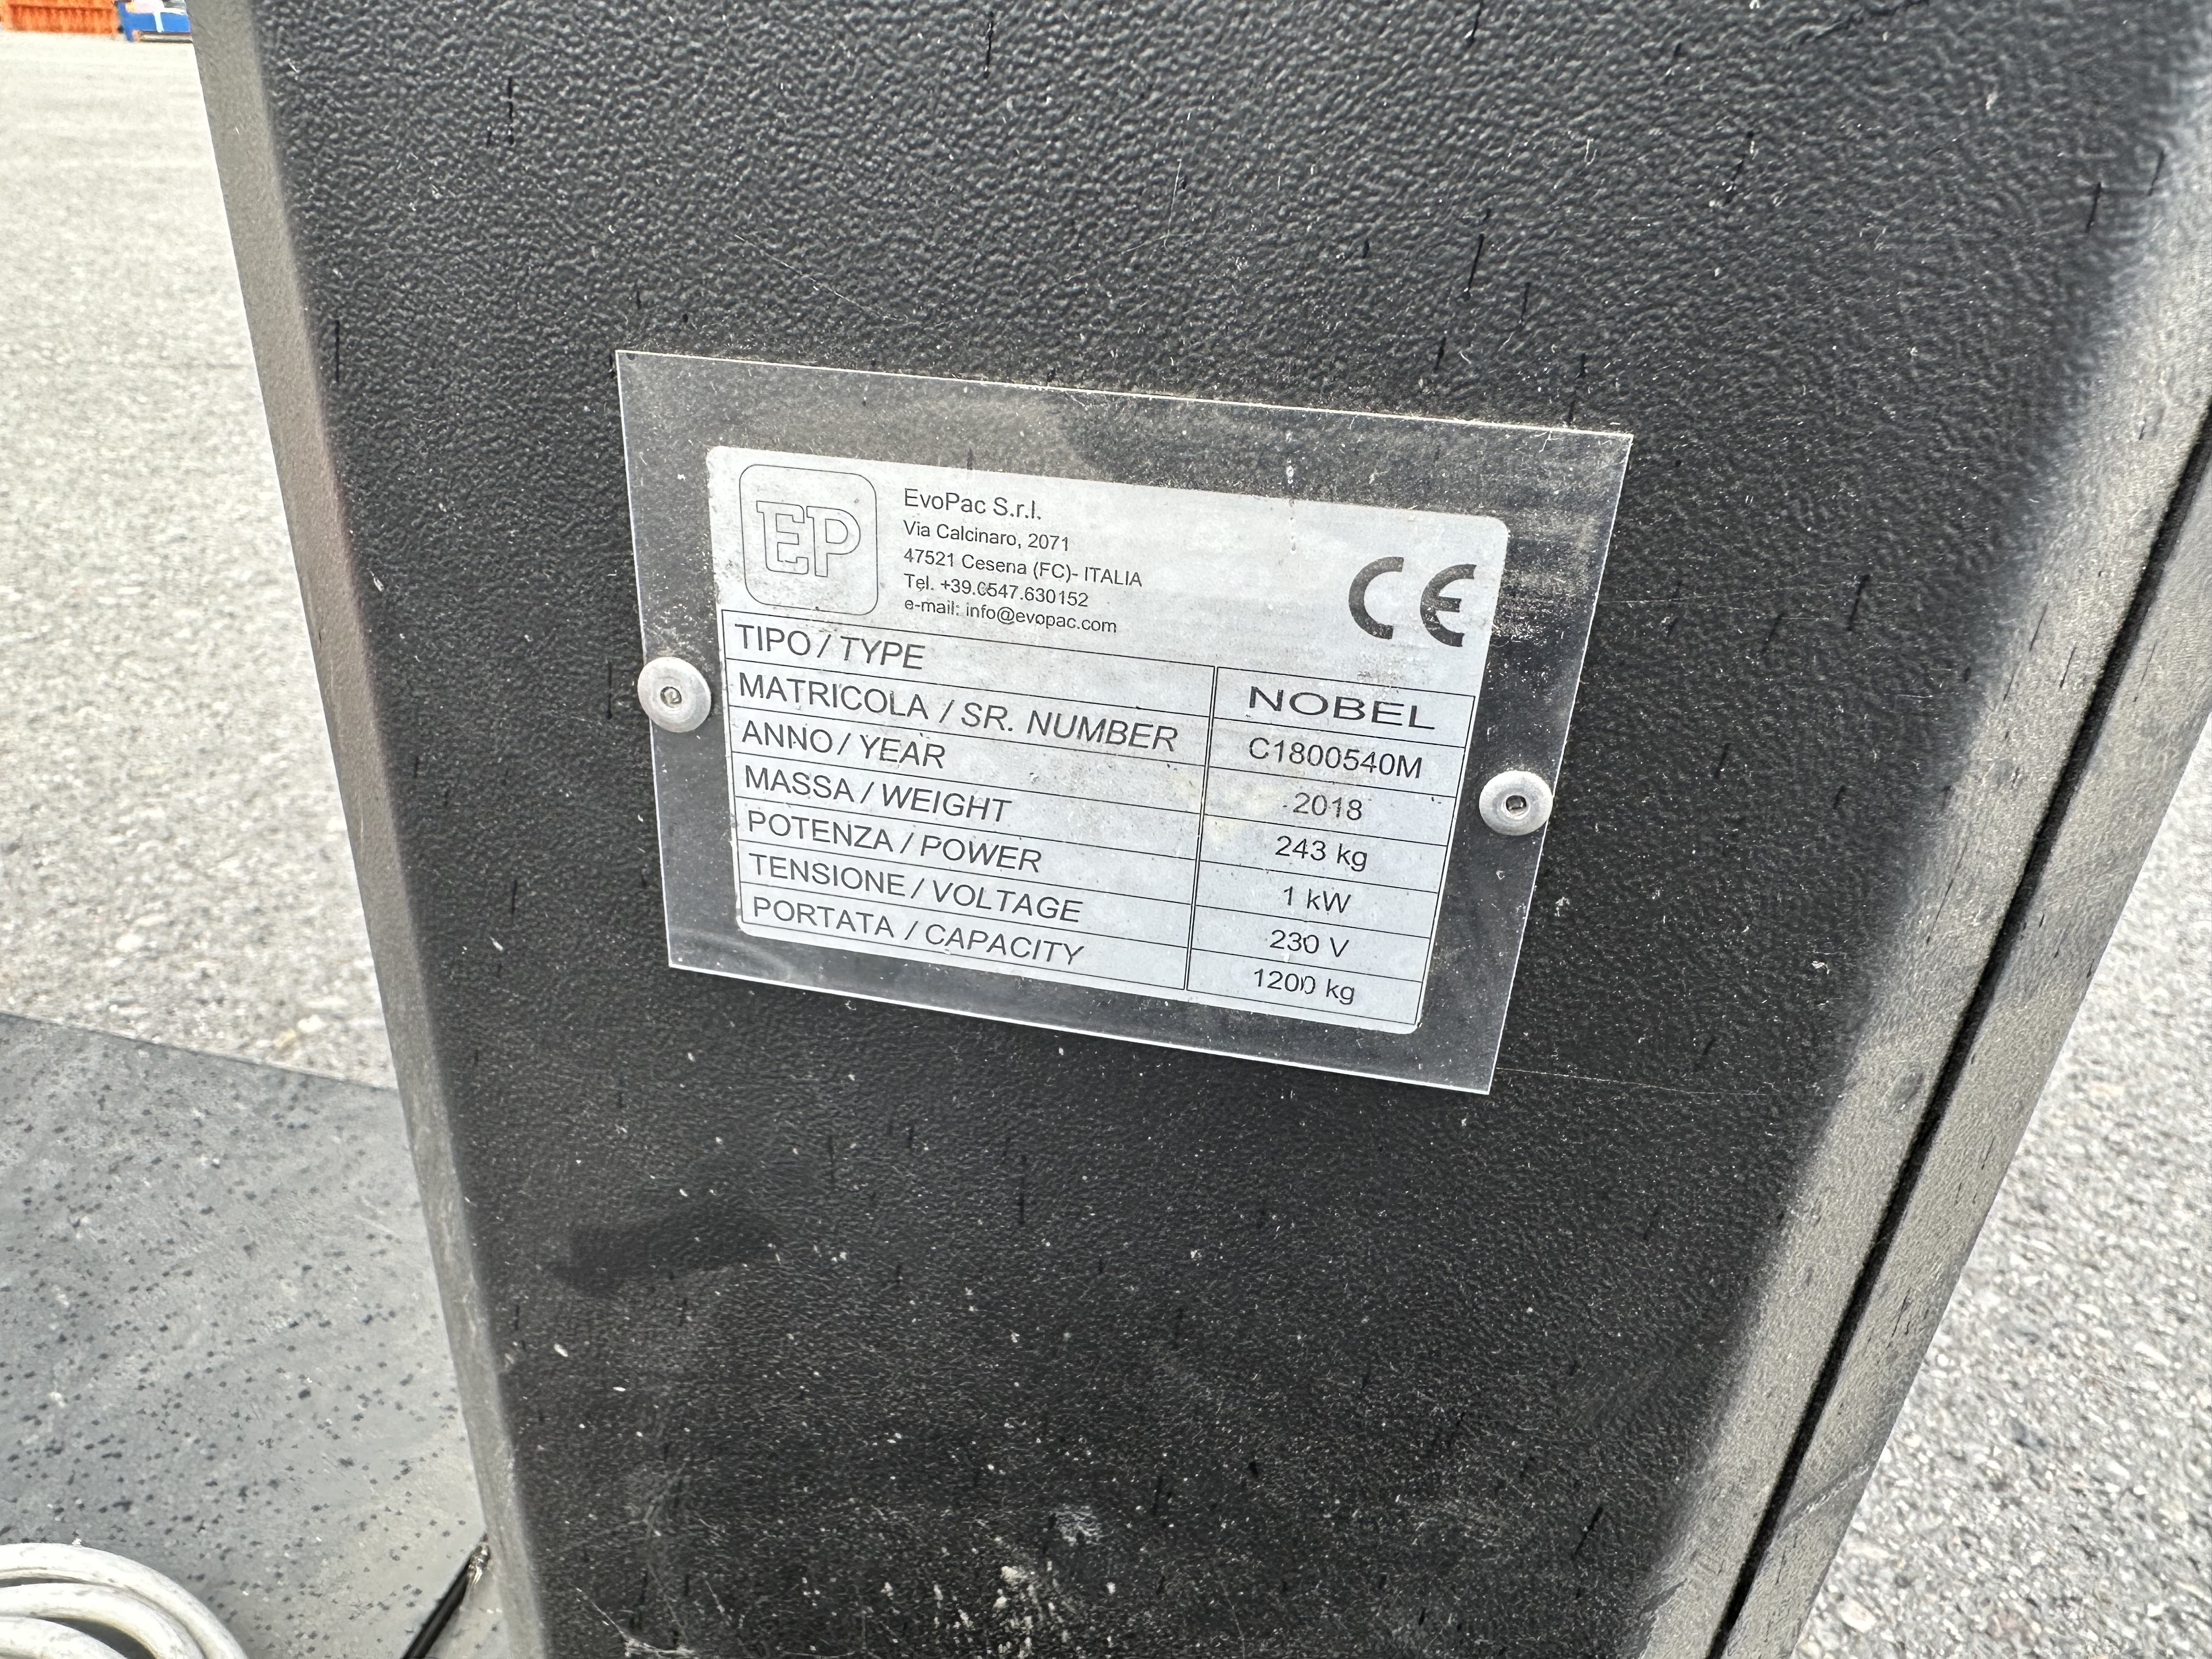 EP
EvoPac S.r.l.
Via Calcinaro, 2071
47521 Cesena (FC)- ITALIA
Tel. +39.0547.630152
e-mail: info@evopac.com
CE
TIPO / TYPE NOBEL
MATRICOLA / SR. NUMBER C1800540M
ANNO / YEAR 2018
MASSA / WEIGHT 243 kg
POTENZA / POWER 1 kW
TENSIONE / VOLTAGE 230 V
PORTATA / CAPACITY 1200 kg